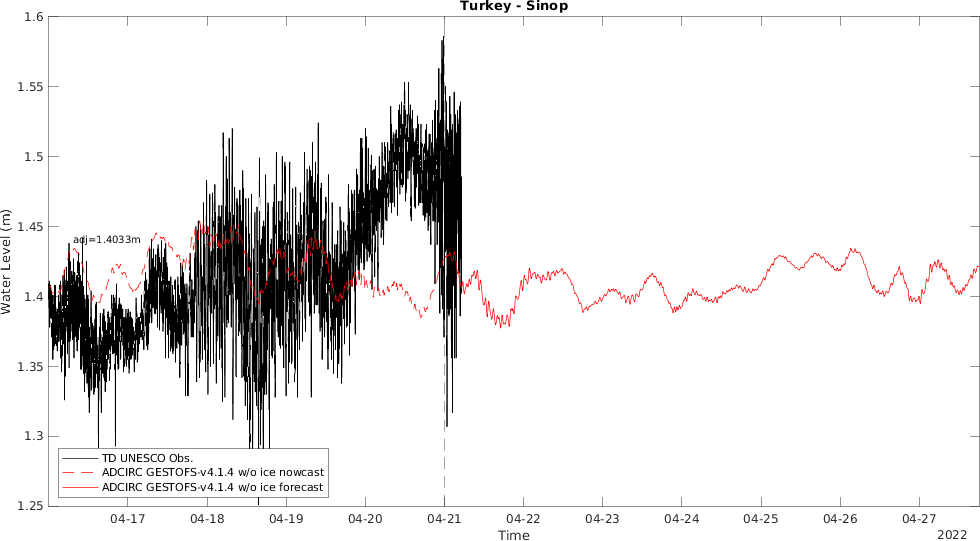 Turkey - Sinop
1.6
1.55
1.5
1.45
1.4
1.35
1.3
1.25
Water Level (m)
adj=1.4033m
TD UNESCO Obs.
ADCIRC GESTOFS-v4.1.4 w/o ice nowcast
ADCIRC GESTOFS-v4.1.4 w/o ice forecast
04-17 04-18 04-19 04-20 04-21 04-22 04-23 04-24 04-25 04-26 04-27
Time
2022